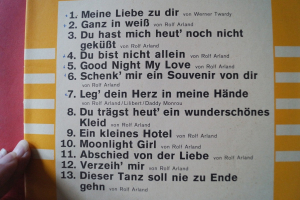 1. Meine Liebe zu dir von Werner Twardy
2. Ganz in weiß von Rolf Arland
3. Du hast mich heut' noch nicht
geküßt von Rolf Arland
4. Du bist nicht allein von Rolf Arland
5. Good Night My Love von Rolf Arland
6. Schenk' mir ein Souvenir von dir
von Rolf Arland
7. Leg' dein Herz in meine Hände
von Rolf Arland/Lilibert/Daddy Monrou
8. Du trägst heut' ein wunderschönes
Kleid von Rolf Arland
9. Ein kleines Hotel von Rolf Arland
10. Moonlight Girl von Rolf Arland
11. Abschied von der Liebe von Rolf Arland
12. Verzeih' mir von Rolf Arland
13. Dieser Tanz soll nie zu Ende
gehn von Rolf Arland